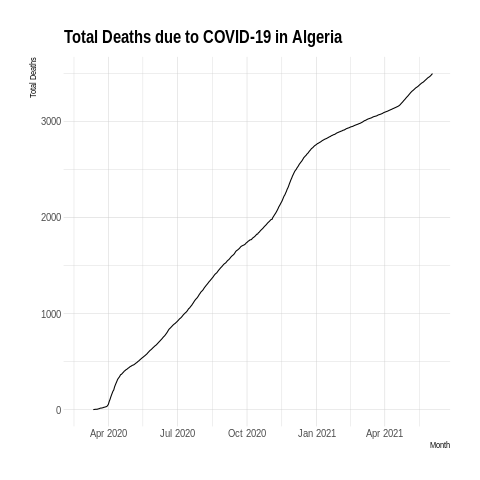 Total Deaths due to COVID-19 in Algeria
Total Deaths
3000
2000
1000
0
Apr 2020 Jul 2020 Oct 2020 Jan 2021 Apr 2021
Month